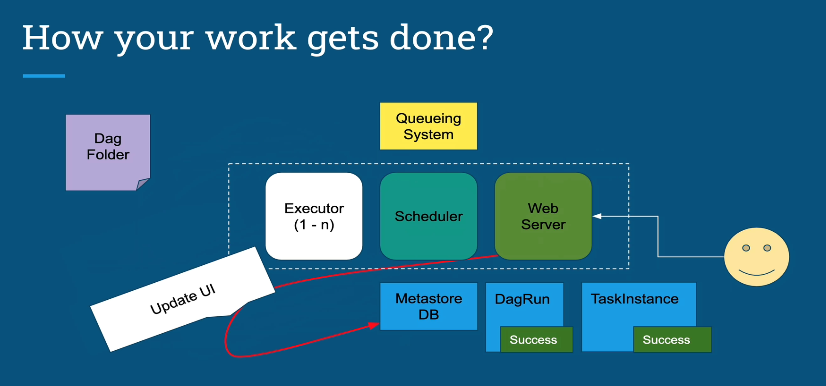 How your work gets done?
Queueing
System
Dag
Folder
Executor
(1 - n)
Scheduler
Web
Server
Update UI
Metastore
DB
DagRun
Success
TaskInstance
Success